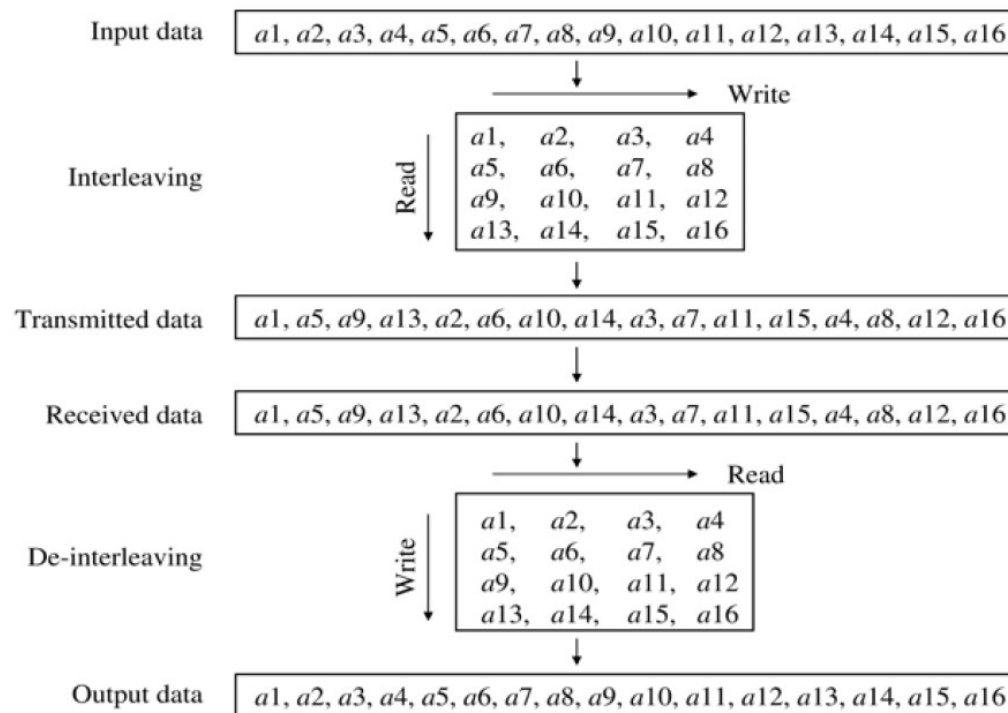 Input data
a1, a2, a3, a4, a5, a6, a7, a8, a9, a10, a11, a12, a13, a14, a15, a16
Write
Interleaving
Read
a1, a2, a3, a4
a5, a6, a7, a8
a9, a10, a11, a12
a13, a14, a15, a16
Transmitted data
a1, a5, a9, a13, a2, a6, a10, a14, a3, a7, a11, a15, a4, a8, a12, a16
Received data
a1, a5, a9, a13, a2, a6, a10, a14, a3, a7, a11, a15, a4, a8, a12, a16
Read
De-interleaving
Write
a1, a2, a3, a4
a5, a6, a7, a8
a9, a10, a11, a12
a13, a14, a15, a16
Output data
a1, a2, a3, a4, a5, a6, a7, a8, a9, a10, a11, a12, a13, a14, a15, a16